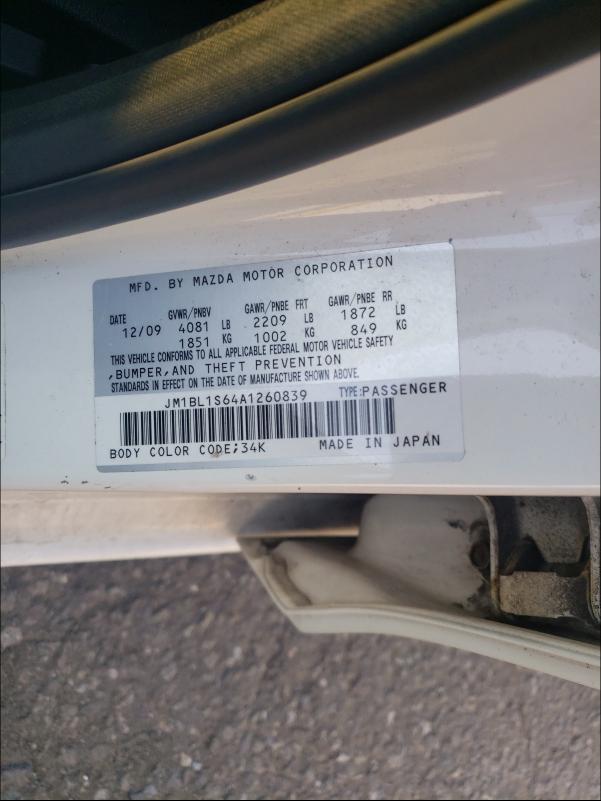 MFD. BY MAZDA MOTOR CORPORATION
DATE GVWR/PNBV GAWR/PNBE FRT GAWR/PNBE RR
12/09 4081 LB 2209 LB 1872 LB
1851 KG 1002 KG 849 KG
THIS VEHICLE CONFORMS TO ALL APPLICABLE FEDERAL MOTOR VEHICLE SAFETY
,BUMPER,AND THEFT PREVENTION
STANDARDS IN EFFECT ON THE DATE OF MANUFACTURE SHOWN ABOVE.
JM1BL1S64A1260839 TYPE:PASSENGER
BODY COLOR CODE;34K MADE IN JAPAN